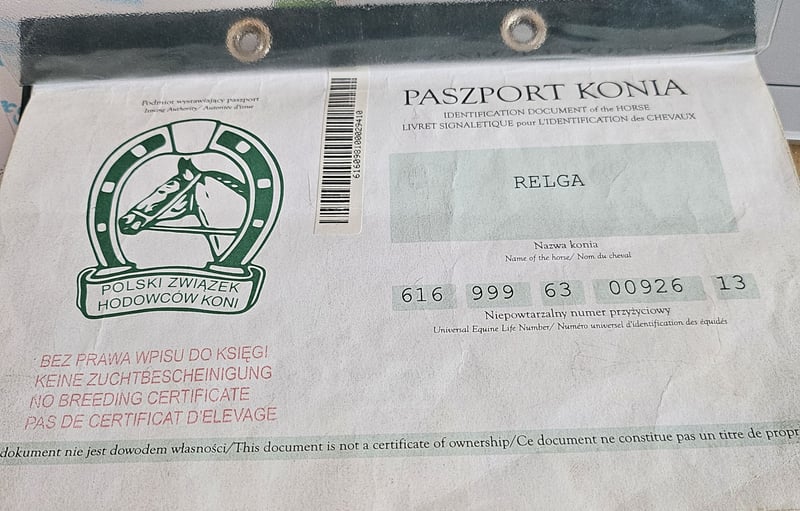 Podmiot wystawiający paszport
Issuing Authority/ Autoritée d'issue
POLSKI ZWIĄZEK
HODOWCÓW KONI
BEZ PRAWA WPISU DO KSIĘGI
KEINE ZUCHTBESCHEINIGUNG
NO BREEDING CERTIFICATE
PAS DE CERTIFICAT D'ELEVAGE
616098100029410
PASZPORT KONIA
IDENTIFICATION DOCUMENT of the HORSE
LIVRET SIGNALETIQUE pour L'IDENTIFICATION des CHEVAUX
RELGA
Nazwa konia
Name of the horse/ Nom du cheval
616 999 63 00926 13
Niepowtarzalny numer przyżyciowy
Universal Equine Life Number/ Numéro universel d'identification des équidés
dokument nie jest dowodem własności/This document is not a certificate of ownership/Ce document ne constitue pas un titre de propr